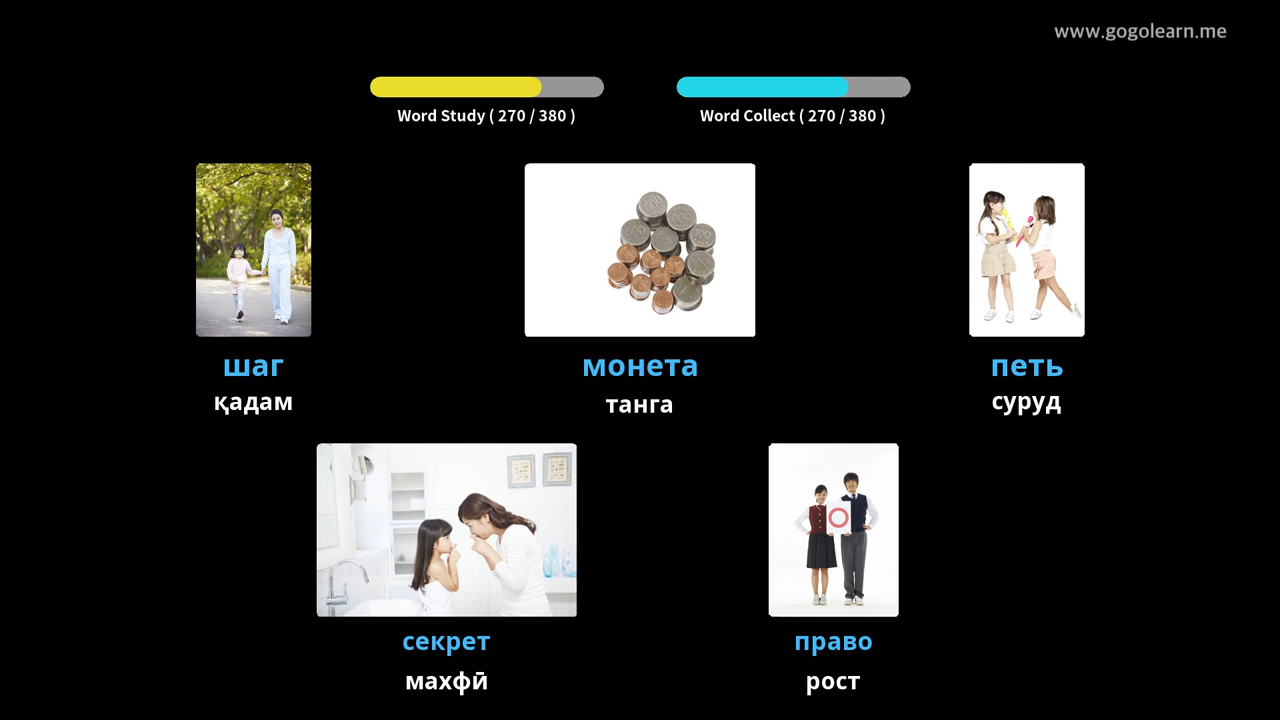 www.gogolearn.me
Word Study ( 270 / 380 )
Word Collect ( 270 / 380 )
шаг
қадам
монета
танга
петь
суруд
секрет
махфӣ
право
рост